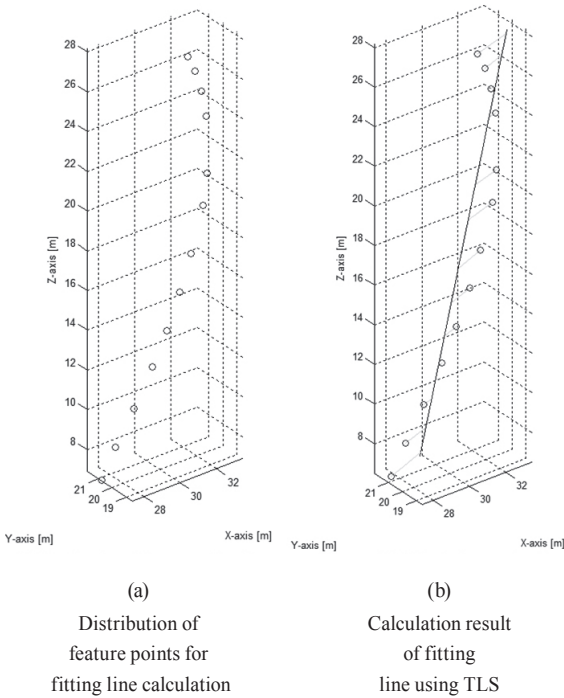 28
26
24
22
20
18
16
14
12
10
8
Z-axis [m]
21
20
19
28
30
32
Y-axis [m]
X-axis [m]
28
26
24
22
20
18
16
14
12
10
8
Z-axis [m]
21
20
19
28
30
32
Y-axis [m]
X-axis [m]
(a)
Distribution of
feature points for
fitting line calculation
(b)
Calculation result
of fitting
line using TLS